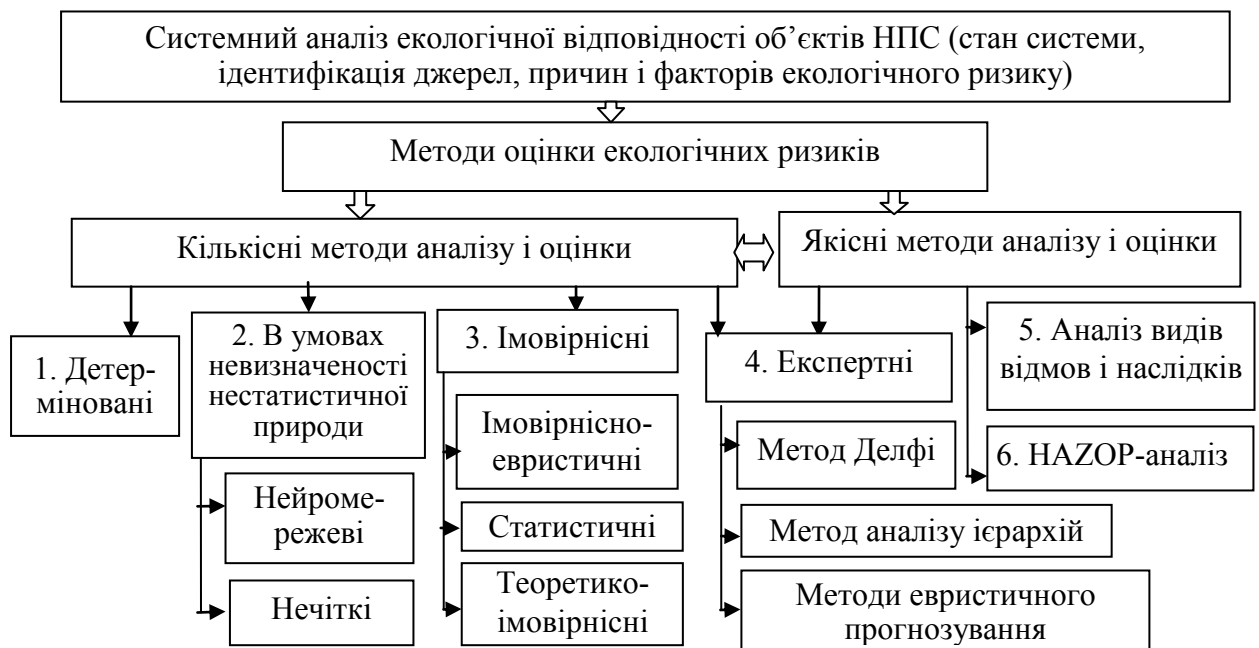 Системний аналіз екологічної відповідності об’єктів НПС (стан системи,
ідентифікація джерел, причин і факторів екологічного ризику)
Методи оцінки екологічних ризиків
Кількісні методи аналізу і оцінки
Якісні методи аналізу і оцінки
1. Детер-
міновані
2. В умовах
невизначеності
нестатистичної
природи
Нейроме-
режеві
Нечіткі
3. Імовірнісні
Імовірнісно-
евристичні
Статистичні
Теоретико-
імовірнісні
4. Експертні
Метод Делфі
Метод аналізу ієрархій
Методи евристичного
прогнозування
5. Аналіз видів
відмов і наслідків
6. HAZOP-аналіз